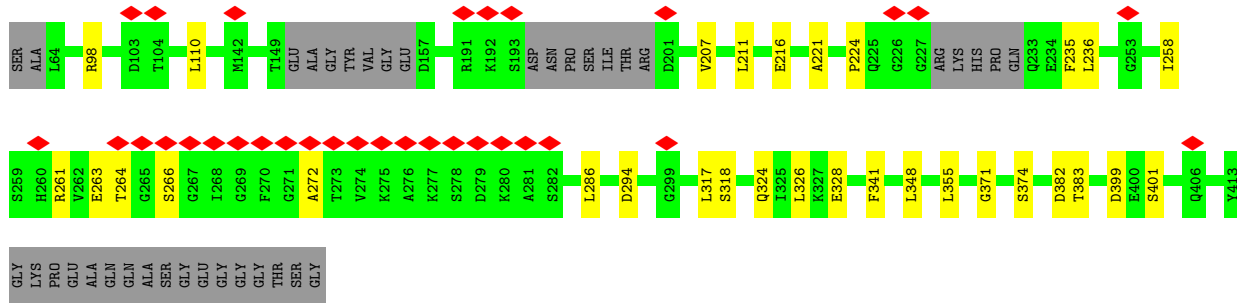 SER ALA L64 R98 D103 T104 L110 M142 T149 GLU ALA GLY TYR VAL GLY GLU D157 R191 K192 S193 ASP ASN PRO SER ILE THR ARG D201 V207 L211 E216 A221 P224 Q225 G226 G227 ARG LYS HIS PRO GLN Q233 E234 F235 L236 G253 I258
S259 H260 R261 V262 E263 T264 G265 S266 G267 I268 G269 F270 G271 A272 T273 V274 K275 A276 K277 S278 D279 K280 A281 S282 L286 D294 G299 L317 S318 Q324 I325 L326 K327 E328 F341 L348 L355 G371 S374 D382 T383 D399 E400 S401 Q406 Y413
GLY LYS PRO GLU ALA GLN GLN ALA SER GLY GLU GLY GLY GLY THR SER GLY